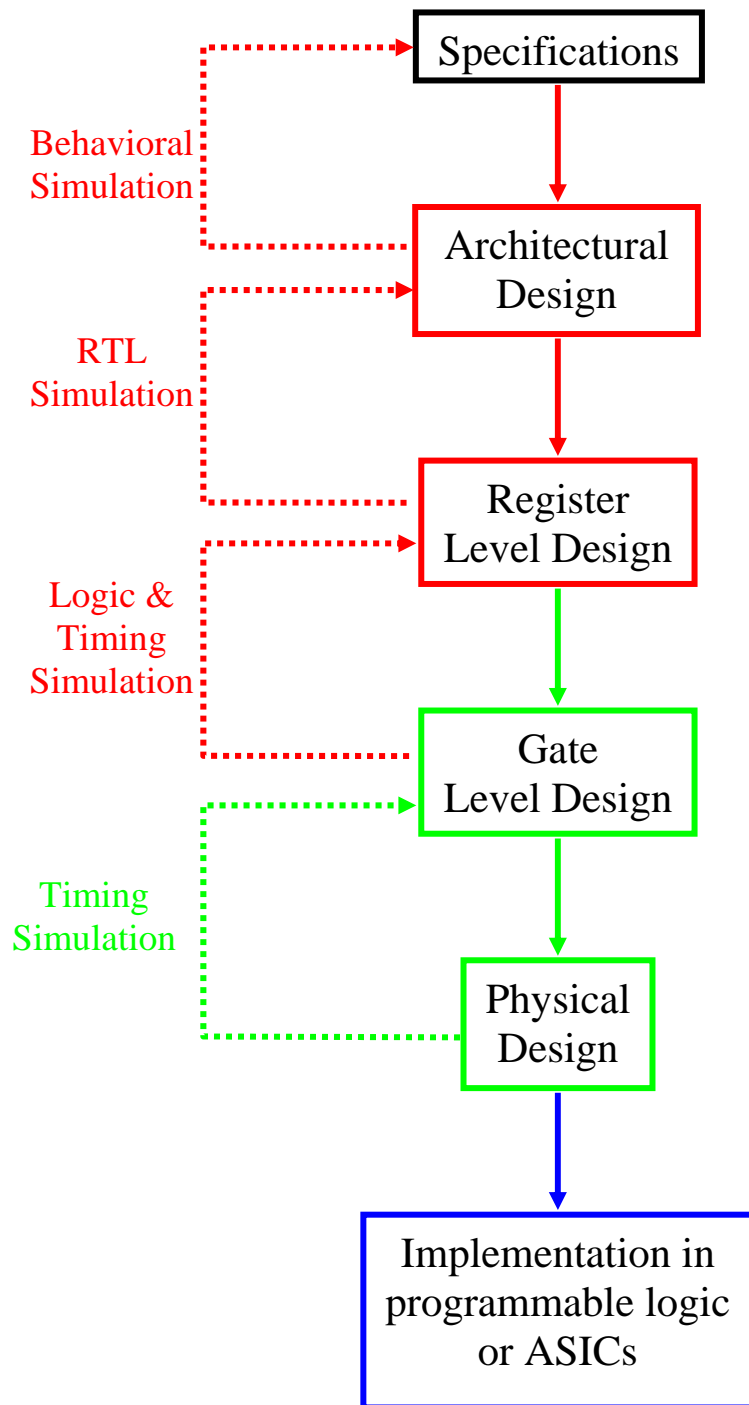 Specifications
Behavioral
Simulation
Architectural
Design
RTL
Simulation
Register
Level Design
Logic &
Timing
Simulation
Gate
Level Design
Timing
Simulation
Physical
Design
Implementation in
programmable logic
or ASICs